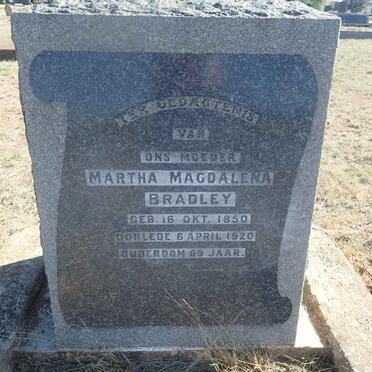 TER GEDACHTENIS
VAN
ONS MOEDER
MARTHA MAGDALENA
BRADLEY
GEB. 16 OKT. 1850
OORLEDE 6 APRIL 1920
OUDERDOM 69 JAAR.